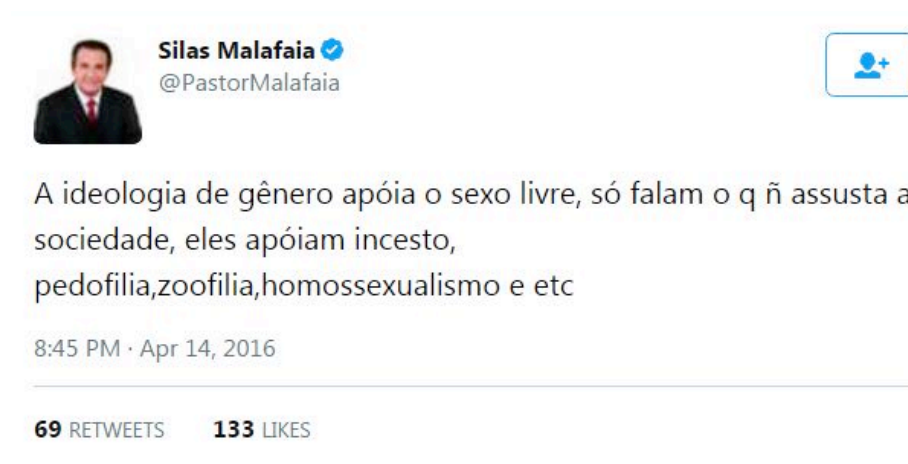 Silas Malafaia
@PastorMalafaia
A ideologia de gênero apóia o sexo livre, só falam o q ñ assusta a
sociedade, eles apóiam incesto,
pedofilia,zoofilia,homossexualismo e etc
8:45 PM · Apr 14, 2016
69 RETWEETS 133 LIKES